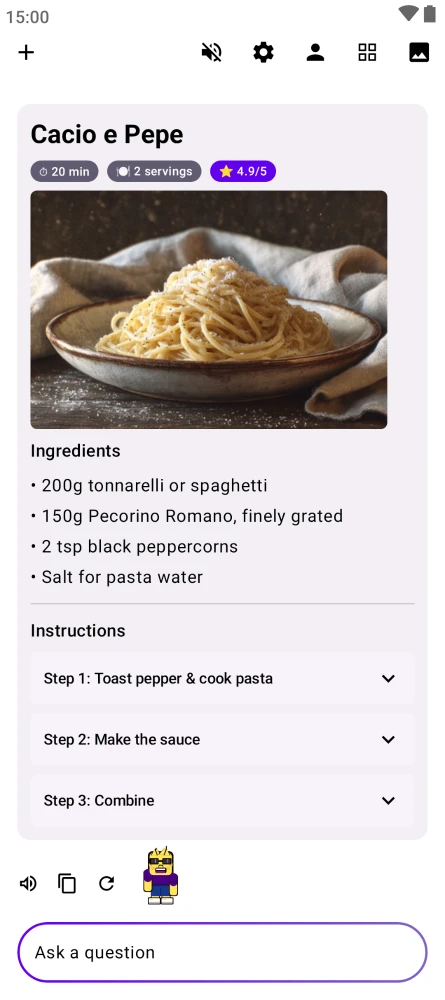 15:00
Cacio e Pepe
20 min
2 servings
4.9/5
Ingredients
• 200g tonnarelli or spaghetti
• 150g Pecorino Romano, finely grated
• 2 tsp black peppercorns
• Salt for pasta water
Instructions
Step 1: Toast pepper & cook pasta
Step 2: Make the sauce
Step 3: Combine
Ask a question